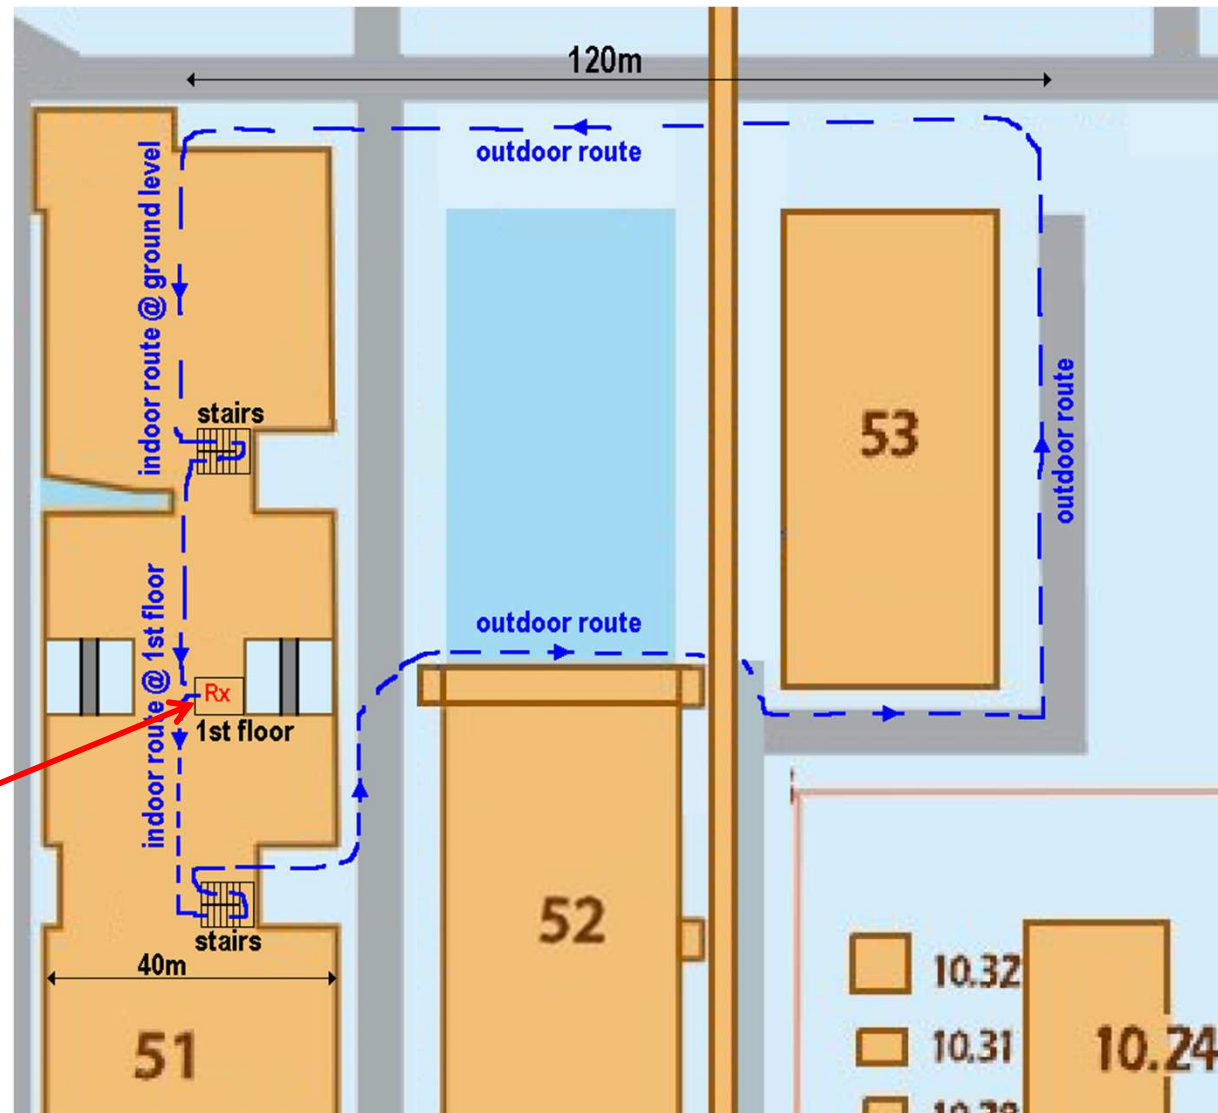 120m
outdoor route
indoor route @ ground level
stairs
53
outdoor route
outdoor route
indoor route @ 1st floor
Rx
1st floor
stairs
40m
52
51
10.32
10.31
10.24